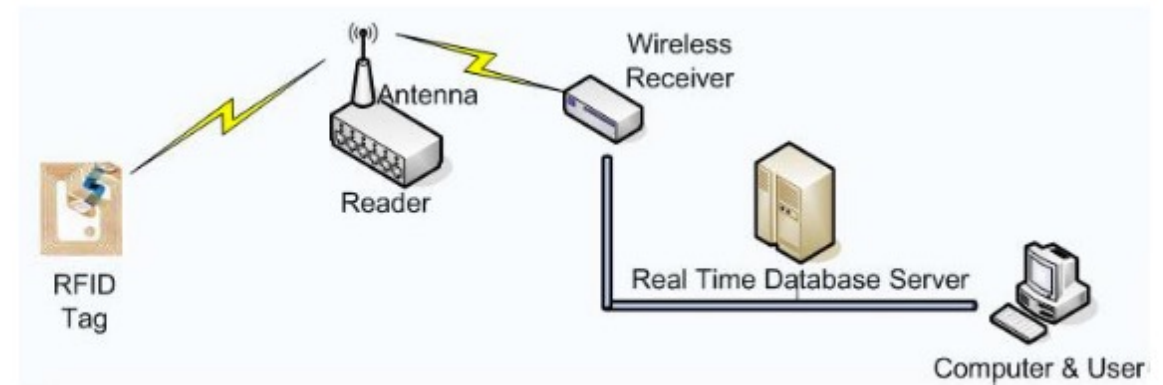 Wireless
Receiver
Antenna
Reader
RFID
Tag
Real Time Database Server
Computer & User